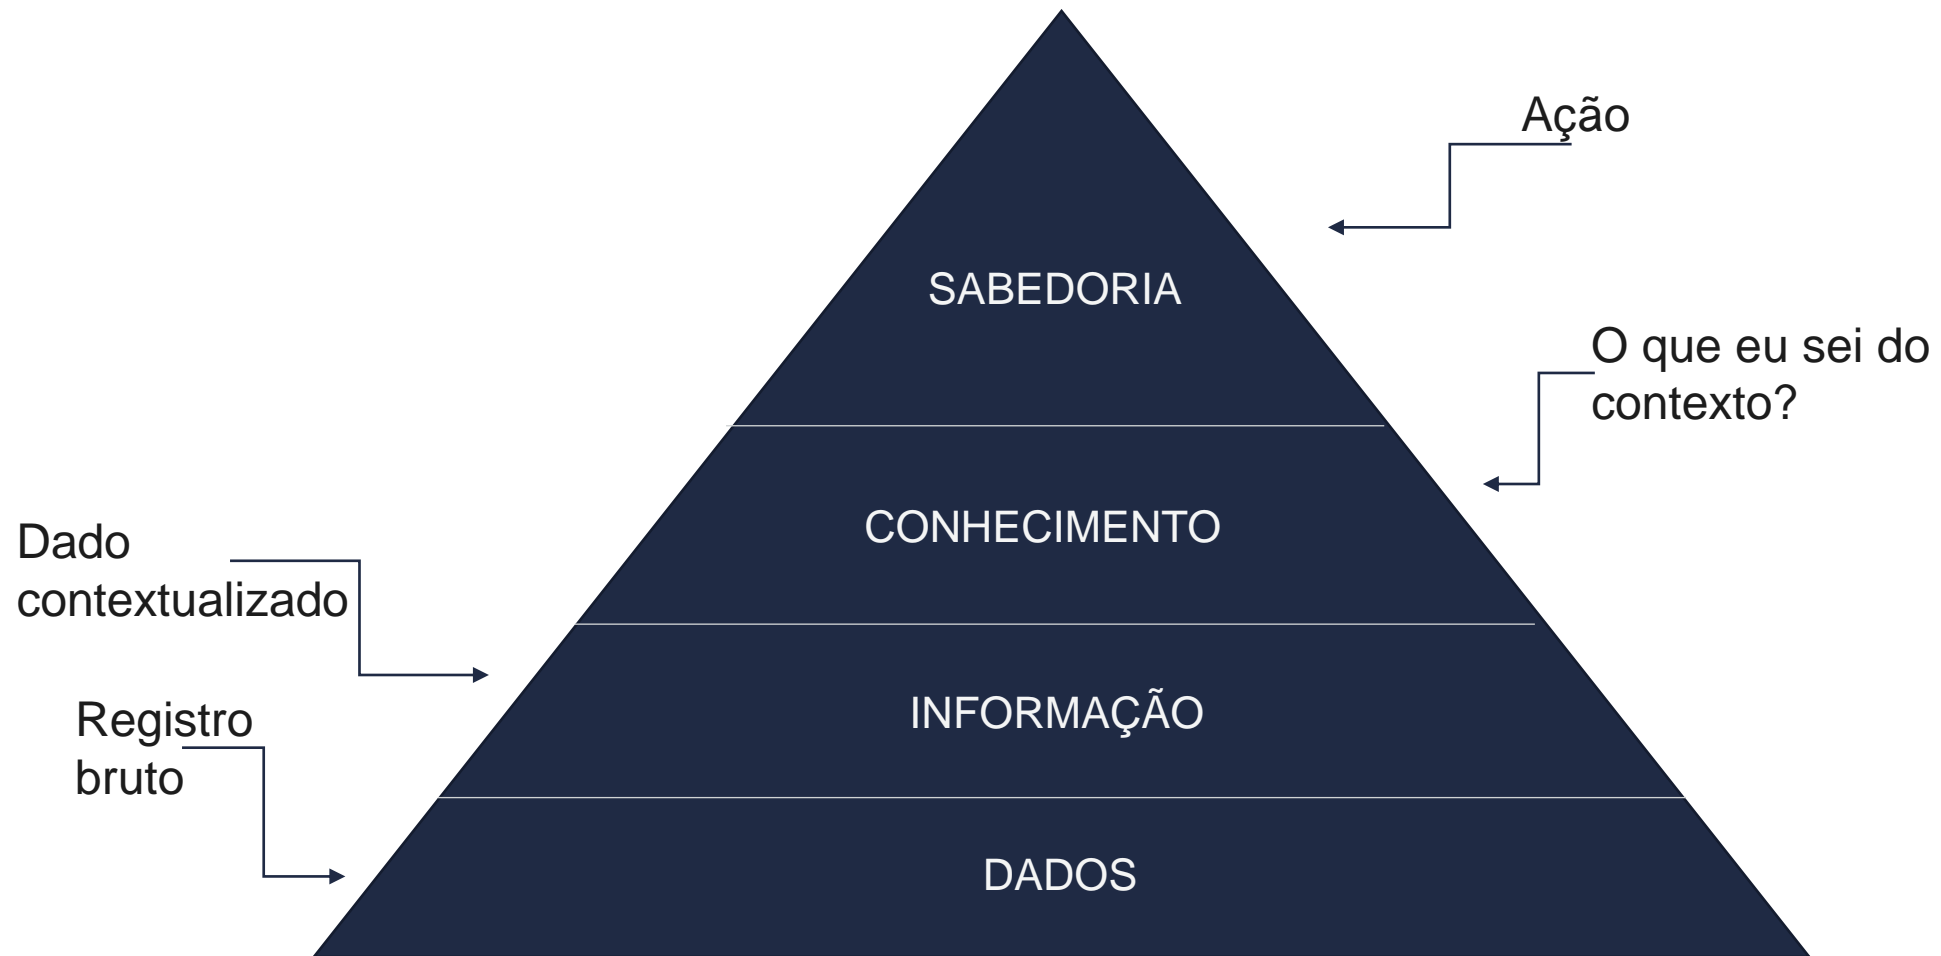 Ação
SABEDORIA
O que eu sei do
contexto?
CONHECIMENTO
Dado
contextualizado
INFORMAÇÃO
Registro
bruto
DADOS